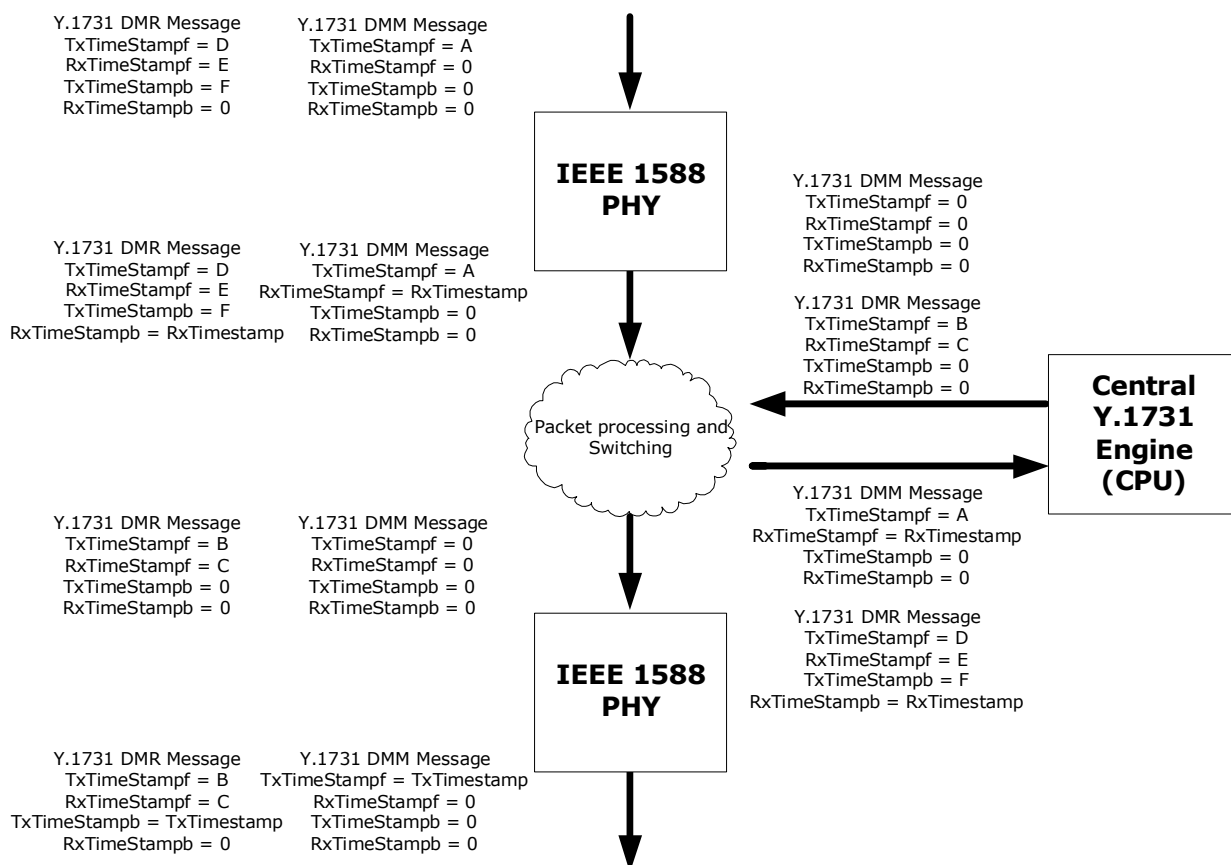 Y.1731 DMR Message
TxTimeStampf = D
RxTimeStampf = E
TxTimeStampb = F
RxTimeStampb = 0
Y.1731 DMM Message
TxTimeStampf = A
RxTimeStampf = 0
TxTimeStampb = 0
RxTimeStampb = 0
IEEE 1588
PHY
Y.1731 DMR Message
TxTimeStampf = D
RxTimeStampf = E
TxTimeStampb = F
RxTimeStampb = RxTimestamp
Y.1731 DMM Message
TxTimeStampf = A
RxTimeStampf = RxTimestamp
TxTimeStampb = 0
RxTimeStampb = 0
Y.1731 DMM Message
TxTimeStampf = 0
RxTimeStampf = 0
TxTimeStampb = 0
RxTimeStampb = 0
Y.1731 DMR Message
TxTimeStampf = B
RxTimeStampf = C
TxTimeStampb = 0
RxTimeStampb = 0
Packet processing and
Switching
Central
Y.1731
Engine
(CPU)
Y.1731 DMM Message
TxTimeStampf = A
RxTimeStampf = RxTimestamp
TxTimeStampb = 0
RxTimeStampb = 0
Y.1731 DMR Message
TxTimeStampf = D
RxTimeStampf = E
TxTimeStampb = F
RxTimeStampb = RxTimestamp
Y.1731 DMR Message
TxTimeStampf = B
RxTimeStampf = C
TxTimeStampb = 0
RxTimeStampb = 0
Y.1731 DMM Message
TxTimeStampf = 0
RxTimeStampf = 0
TxTimeStampb = 0
RxTimeStampb = 0
IEEE 1588
PHY
Y.1731 DMR Message
TxTimeStampf = B
RxTimeStampf = C
TxTimeStampb = TxTimestamp
RxTimeStampb = 0
Y.1731 DMM Message
TxTimeStampf = TxTimestamp
RxTimeStampf = 0
TxTimeStampb = 0
RxTimeStampb = 0